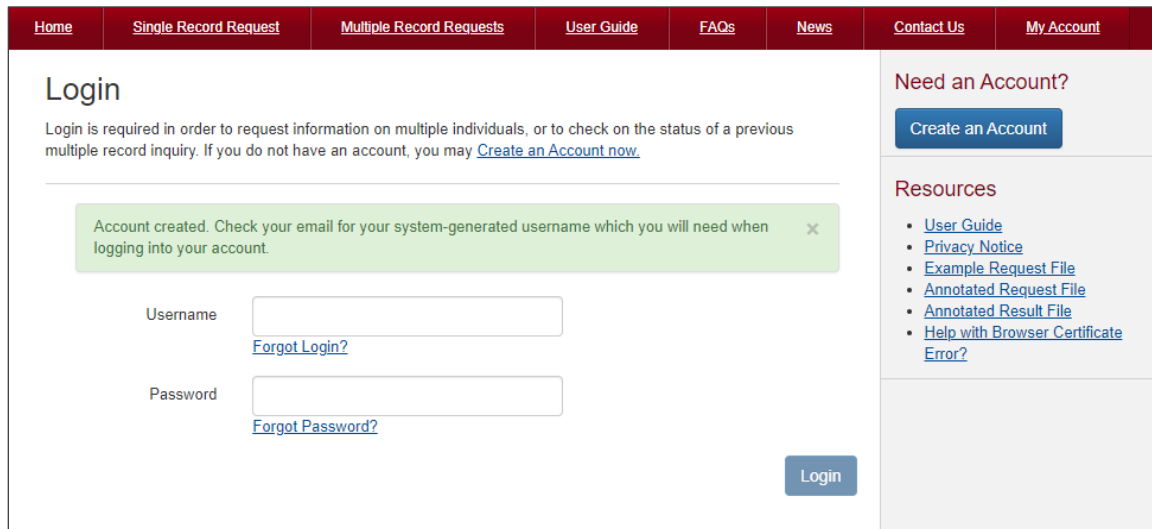 Home Single Record Request Multiple Record Requests User Guide FAQs News Contact Us My Account
Login
Login is required in order to request information on multiple individuals, or to check on the status of a previous
multiple record inquiry. If you do not have an account, you may Create an Account now.
Account created. Check your email for your system-generated username which you will need when
logging into your account.
×
Username
Forgot Login?
Password
Forgot Password?
Login
Need an Account?
Create an Account
Resources
User Guide
Privacy Notice
Example Request File
Annotated Request File
Annotated Result File
Help with Browser Certificate
Error?